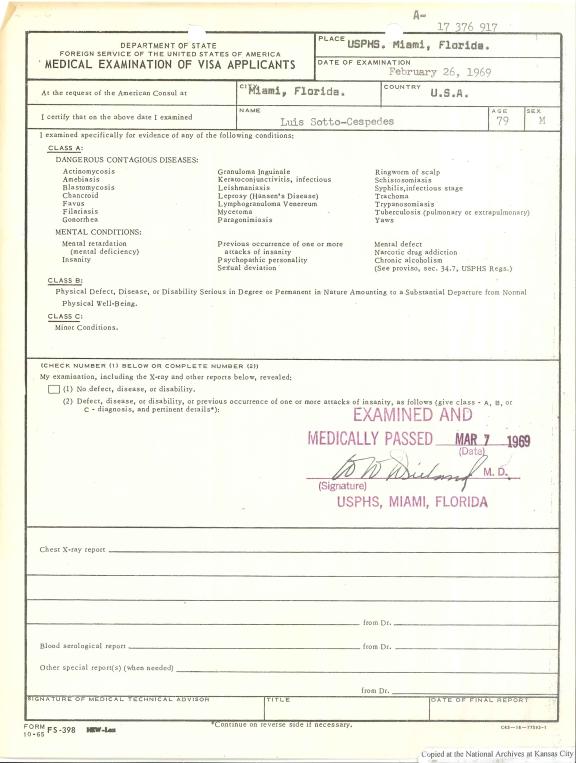 A-
17 376 917
DEPARTMENT OF STATE
FOREIGN SERVICE OF THE UNITED STATES OF AMERICA
MEDICAL EXAMINATION OF VISA APPLICANTS
PLACE USPHS. Miami, Florida.
DATE OF EXAMINATION
February 26, 1969
At the request of the American Consul at
CITY Miami, Florida.
COUNTRY U.S.A.
I certify that on the above date I examined
NAME
Luis Sotto-Cespedes
AGE
79
SEX
M
I examined specifically for evidence of any of the following conditions:
CLASS A:
DANGEROUS CONTAGIOUS DISEASES:
Actinomycosis Granuloma Inguinale Ringworm of scalp
Amebiasis Keratoconjunctivitis, infectious Schistosomiasis
Blastomycosis Leishmaniaxis Syphilis, infectious stage
Chancroid Leprosy (Hansen's Disease) Trachoma
Favus Lymphogranuloma Venereum Trypanosomiasis
Filariasis Mycetoma Tuberculosis (pulmonary or extrapulmonary)
Gonorrhea Paragonimiasis Yaws
MENTAL CONDITIONS:
Mental retardation Previous occurrence of one or more Mental defect
(mental deficiency) attacks of insanity Narcotic drug addiction
Insanity Psychopathic personality Chronic alcoholism
Sexual deviation (See proviso, sec. 34.7, USPHS Regs.)
CLASS B:
Physical Defect, Disease, or Disability Serious in Degree or Permanent in Nature Amounting to a Substantial Departure from Normal
Physical Well-Being.
CLASS C:
Minor Conditions.
(CHECK NUMBER (1) BELOW OR COMPLETE NUMBER (2))
My examination, including the X-ray and other reports below, revealed:
(1) No defect, disease, or disability.
(2) Defect, disease, or disability, or previous occurrence of one or more attacks of insanity, as follows (give class - A, B, or
C - diagnosis, and pertinent details*):
EXAMINED AND
MEDICALLY PASSED MAR 7 1969
(Date)
M. D.
(Signature)
USPHS, MIAMI, FLORIDA
Chest X-ray report
from Dr.
Blood serological report from Dr.
Other special report(s) (when needed)
from Dr.
SIGNATURE OF MEDICAL TECHNICAL ADVISOR TITLE DATE OF FINAL REPORT
*Continue on reverse side if necessary.
FORM FS-398
10-65
Copied at the National Archives at Kansas City